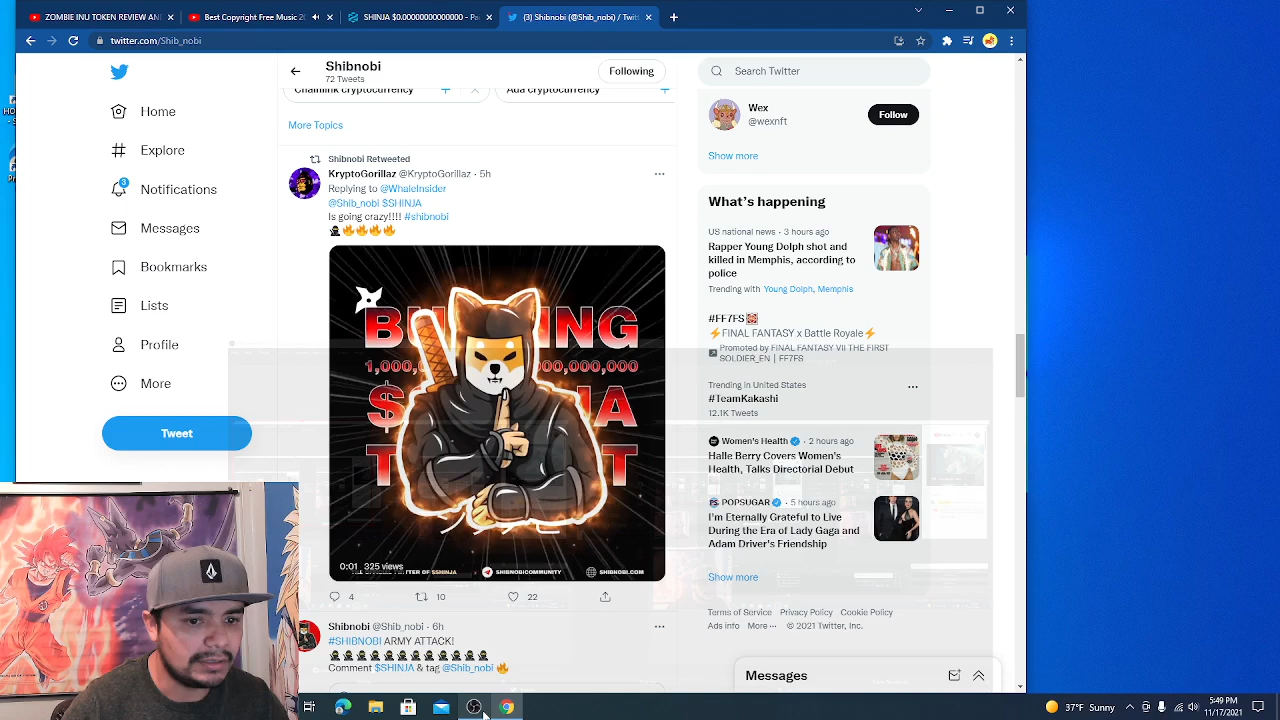 ZOMBIE INU TOKEN REVIEW AN
Best Copyright Free Music 2
SHINJA $0.0000000000000 - Pa
(3) Shibnobi (@Shib_nobi) / Twit
twitter.com/Shib_nobi
Shibnobi
72 Tweets
Following
Search Twitter
Home
Explore
3
Notifications
Messages
Bookmarks
Lists
Profile
More
Tweet
Chainlink cryptocurrency
Ada cryptocurrency
More Topics
Shibnobi Retweeted
KryptoGorillaz @KryptoGorillaz · 5h
Replying to @WhaleInsider
@Shib_nobi $SHINJA
Is going crazy!!!! #shibnobi
0:01 325 views
SHINJA
SHIBNOBICOMMUNITY
SHIBNOBI.COM
4
10
22
Shibnobi @Shib_nobi · 6h
#SHIBNOBI ARMY ATTACK!
Comment $SHINJA & tag @Shib_nobi
Wex
@wexnft
Follow
Show more
What's happening
US national news · 3 hours ago
Rapper Young Dolph shot and
killed in Memphis, according to
police
Trending with Young Dolph, Memphis
#FF7FS
FINAL FANTASY x Battle Royale
Promoted by FINAL FANTASY VII THE FIRST
SOLDIER_EN | FF7FS
Trending in United States
#TeamKakashi
12.1K Tweets
Women's Health · 2 hours ago
Halle Berry Covers Women's
Health, Talks Directorial Debut
POPSUGAR · 5 hours ago
I'm Eternally Grateful to Live
During the Era of Lady Gaga and
Adam Driver's Friendship
Show more
Terms of Service Privacy Policy Cookie Policy
Ads info More ··· © 2021 Twitter, Inc.
Messages
37°F Sunny
5:49 PM
11/17/2021